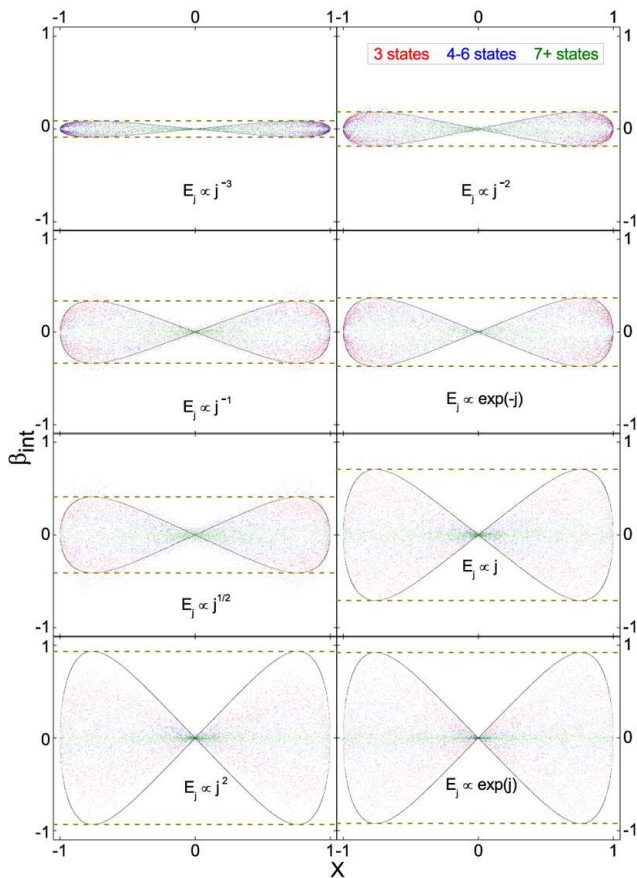 -1 0 1 -1 0 1
1 1
3 states 4-6 states 7+ states
0 0
E_j ∝ j^-3 E_j ∝ j^-2
-1 -1
1 1
0 0
E_j ∝ j^-1 E_j ∝ exp(-j)
-1 -1
β_int
1 1
0 0
E_j ∝ j^1/2 E_j ∝ j
-1 -1
1 1
0 0
E_j ∝ j^2 E_j ∝ exp(j)
-1 -1
-1 0 1 -1 0 1
X